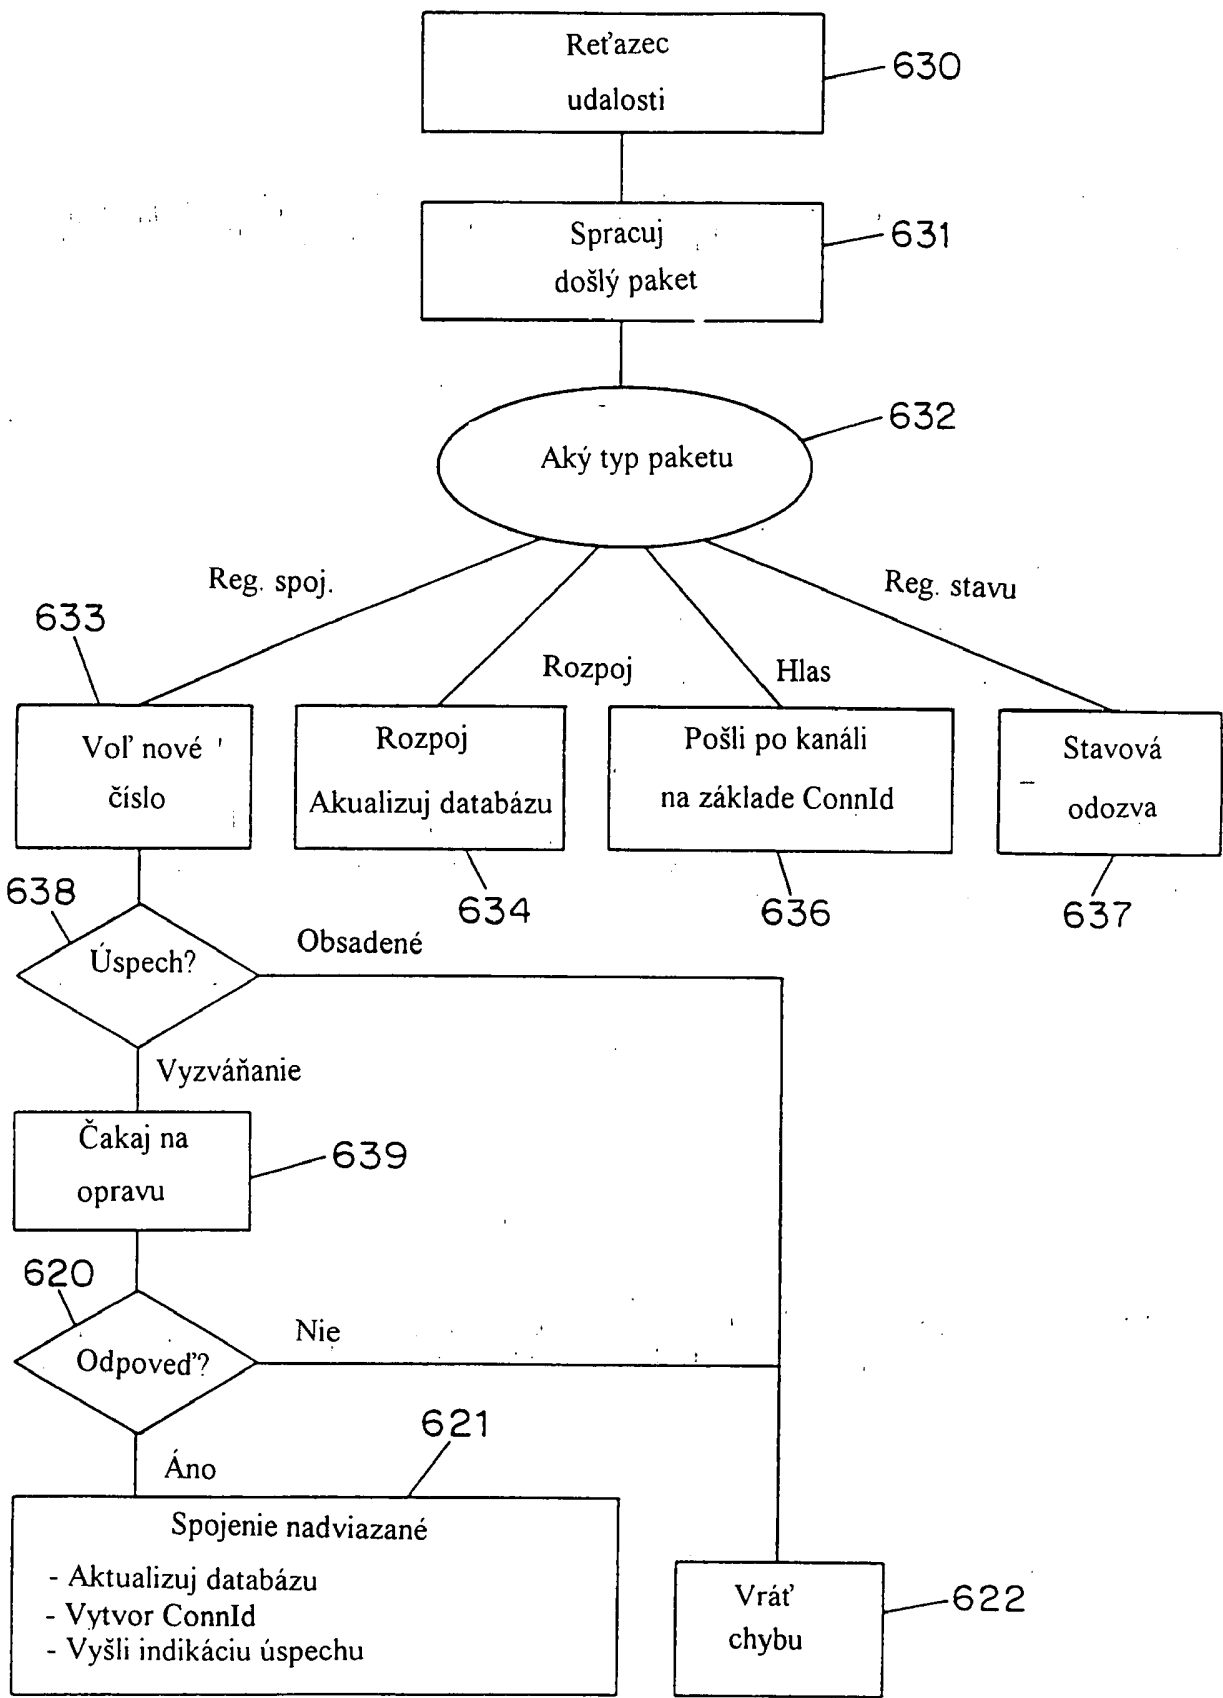 Reťazec
udalosti
630
Spracuj
došlý paket
631
Aký typ paketu
632
Reg. spoj.
Rozpoj
Hlas
Reg. stavu
633
Voľ nové
číslo
Rozpoj
Akualizuj databázu
634
Pošli po kanáli
na základe ConnId
636
Stavová
odozva
637
638
Úspech?
Obsadené
Vyzváňanie
Čakaj na
opravu
639
620
Odpoveď?
Nie
Áno
621
Spojenie nadviazané
- Aktualizuj databázu
- Vytvor ConnId
- Vyšli indikáciu úspechu
Vráť
chybu
622